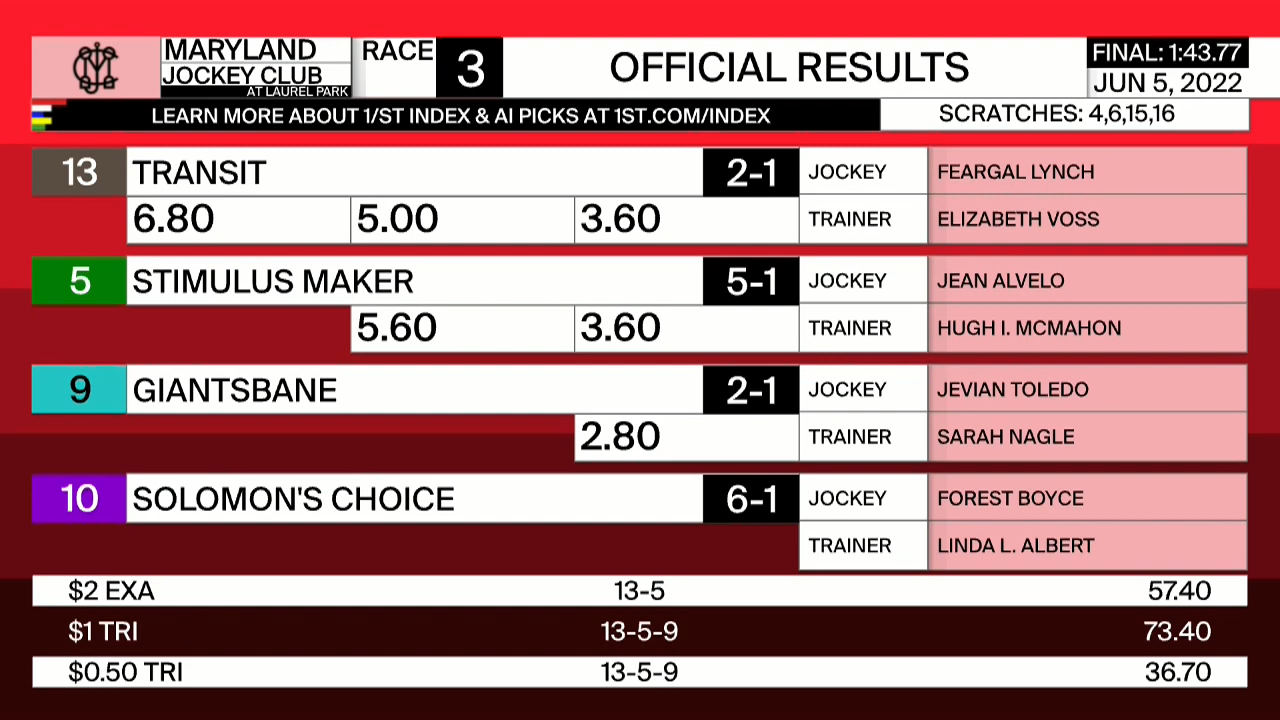 MARYLAND
JOCKEY CLUB
AT LAUREL PARK
RACE 3
OFFICIAL RESULTS
FINAL: 1:43.77
JUN 5, 2022
LEARN MORE ABOUT 1/ST INDEX & AI PICKS AT 1ST.COM/INDEX
SCRATCHES: 4,6,15,16
13 TRANSIT 2-1 JOCKEY FEARGAL LYNCH
6.80 5.00 3.60 TRAINER ELIZABETH VOSS
5 STIMULUS MAKER 5-1 JOCKEY JEAN ALVELO
5.60 3.60 TRAINER HUGH I. MCMAHON
9 GIANTSBANE 2-1 JOCKEY JEVIAN TOLEDO
2.80 TRAINER SARAH NAGLE
10 SOLOMON'S CHOICE 6-1 JOCKEY FOREST BOYCE
TRAINER LINDA L. ALBERT
$2 EXA 13-5 57.40
$1 TRI 13-5-9 73.40
$0.50 TRI 13-5-9 36.70